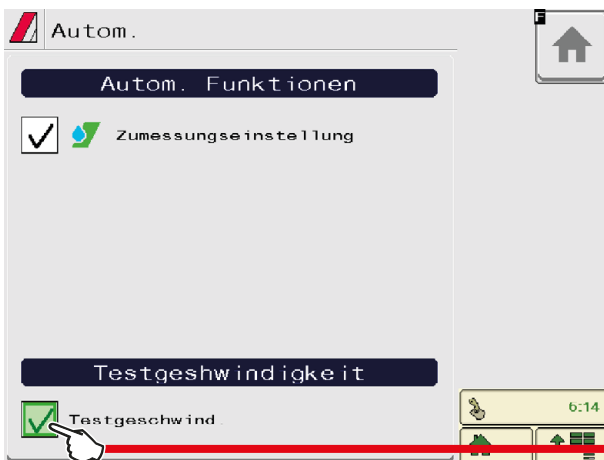 Autom.
F
Autom. Funktionen
Zumessungseinstellung
Testgeshwindigkeit
Testgeschwind.
6:14